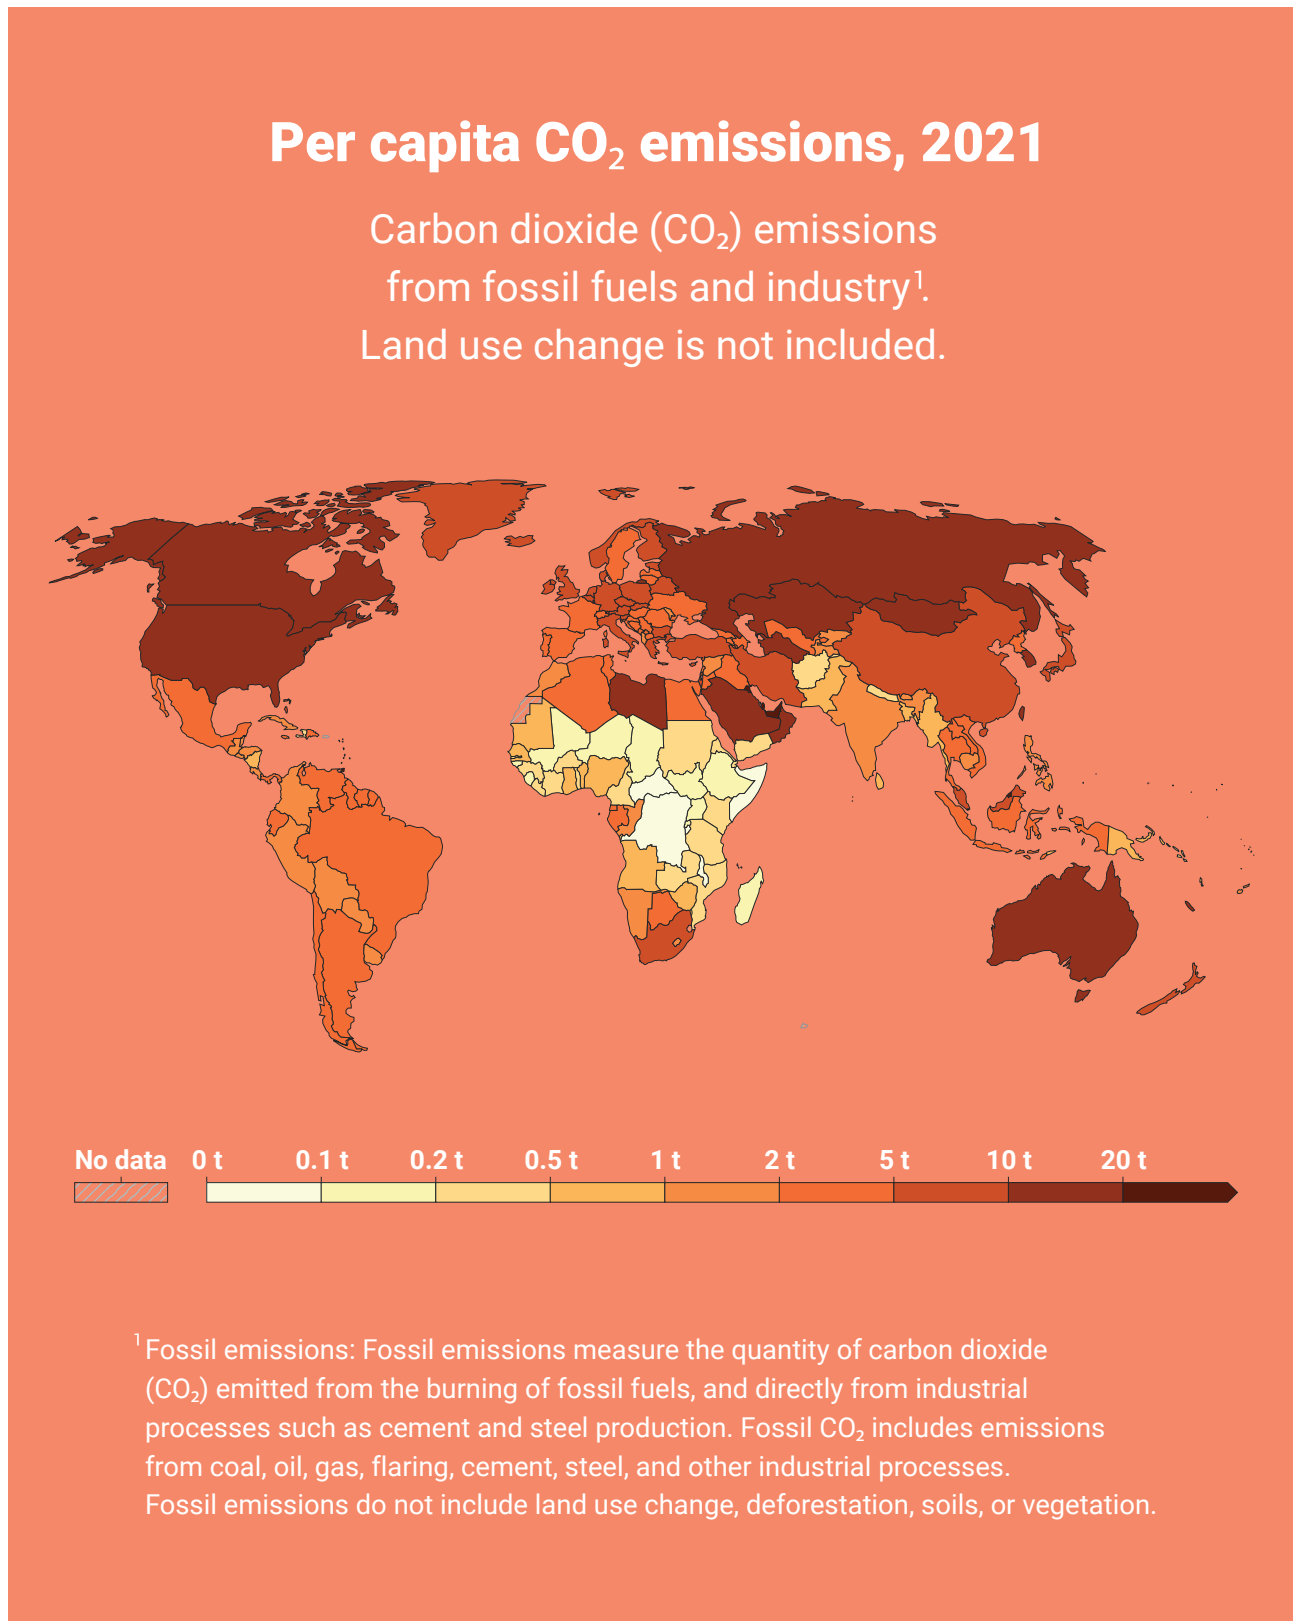 Per capita CO₂ emissions, 2021
Carbon dioxide (CO₂) emissions
from fossil fuels and industry¹.
Land use change is not included.
No data 0 t 0.1 t 0.2 t 0.5 t 1 t 2 t 5 t 10 t 20 t
¹ Fossil emissions: Fossil emissions measure the quantity of carbon dioxide
(CO₂) emitted from the burning of fossil fuels, and directly from industrial
processes such as cement and steel production. Fossil CO₂ includes emissions
from coal, oil, gas, flaring, cement, steel, and other industrial processes.
Fossil emissions do not include land use change, deforestation, soils, or vegetation.